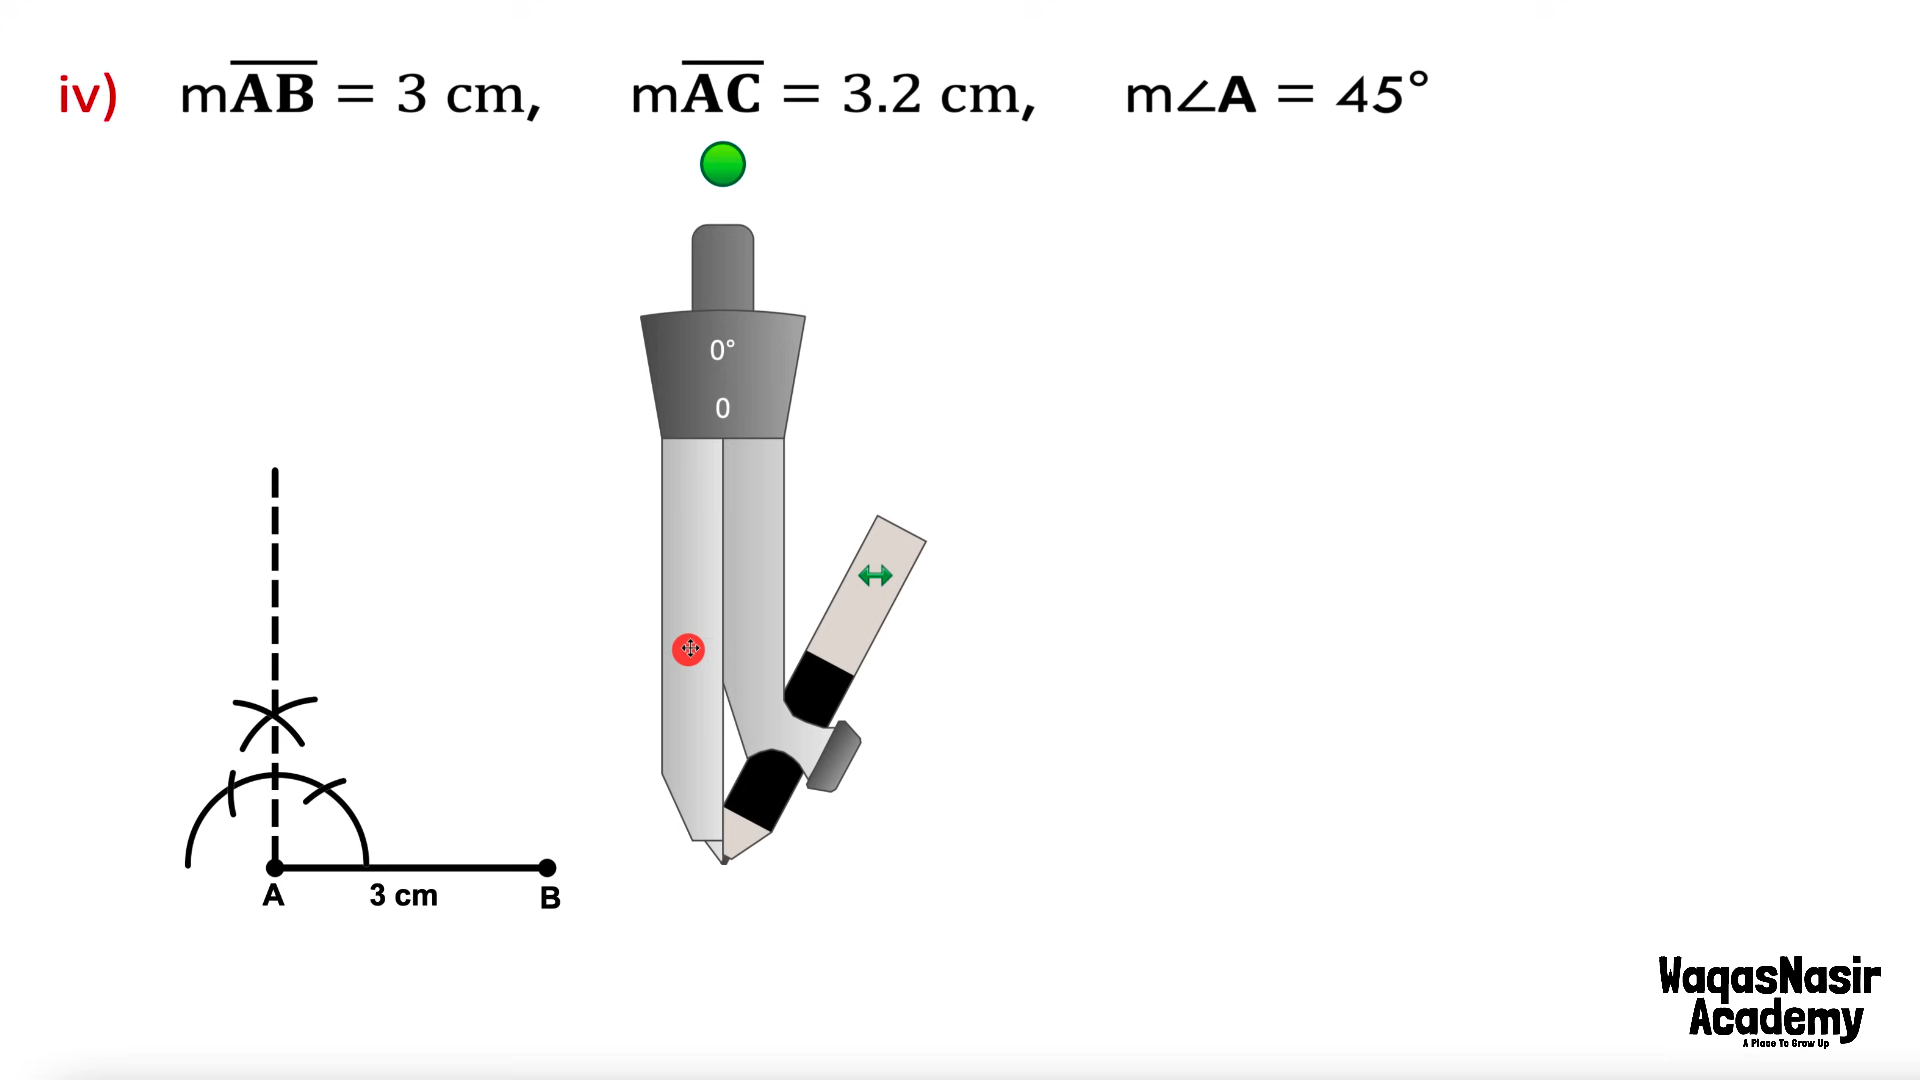 iv) mAB = 3 cm, mAC = 3.2 cm, m∠A = 45°
0°
0
A 3 cm B
WaqasNasir
Academy
A Place To Grow Up